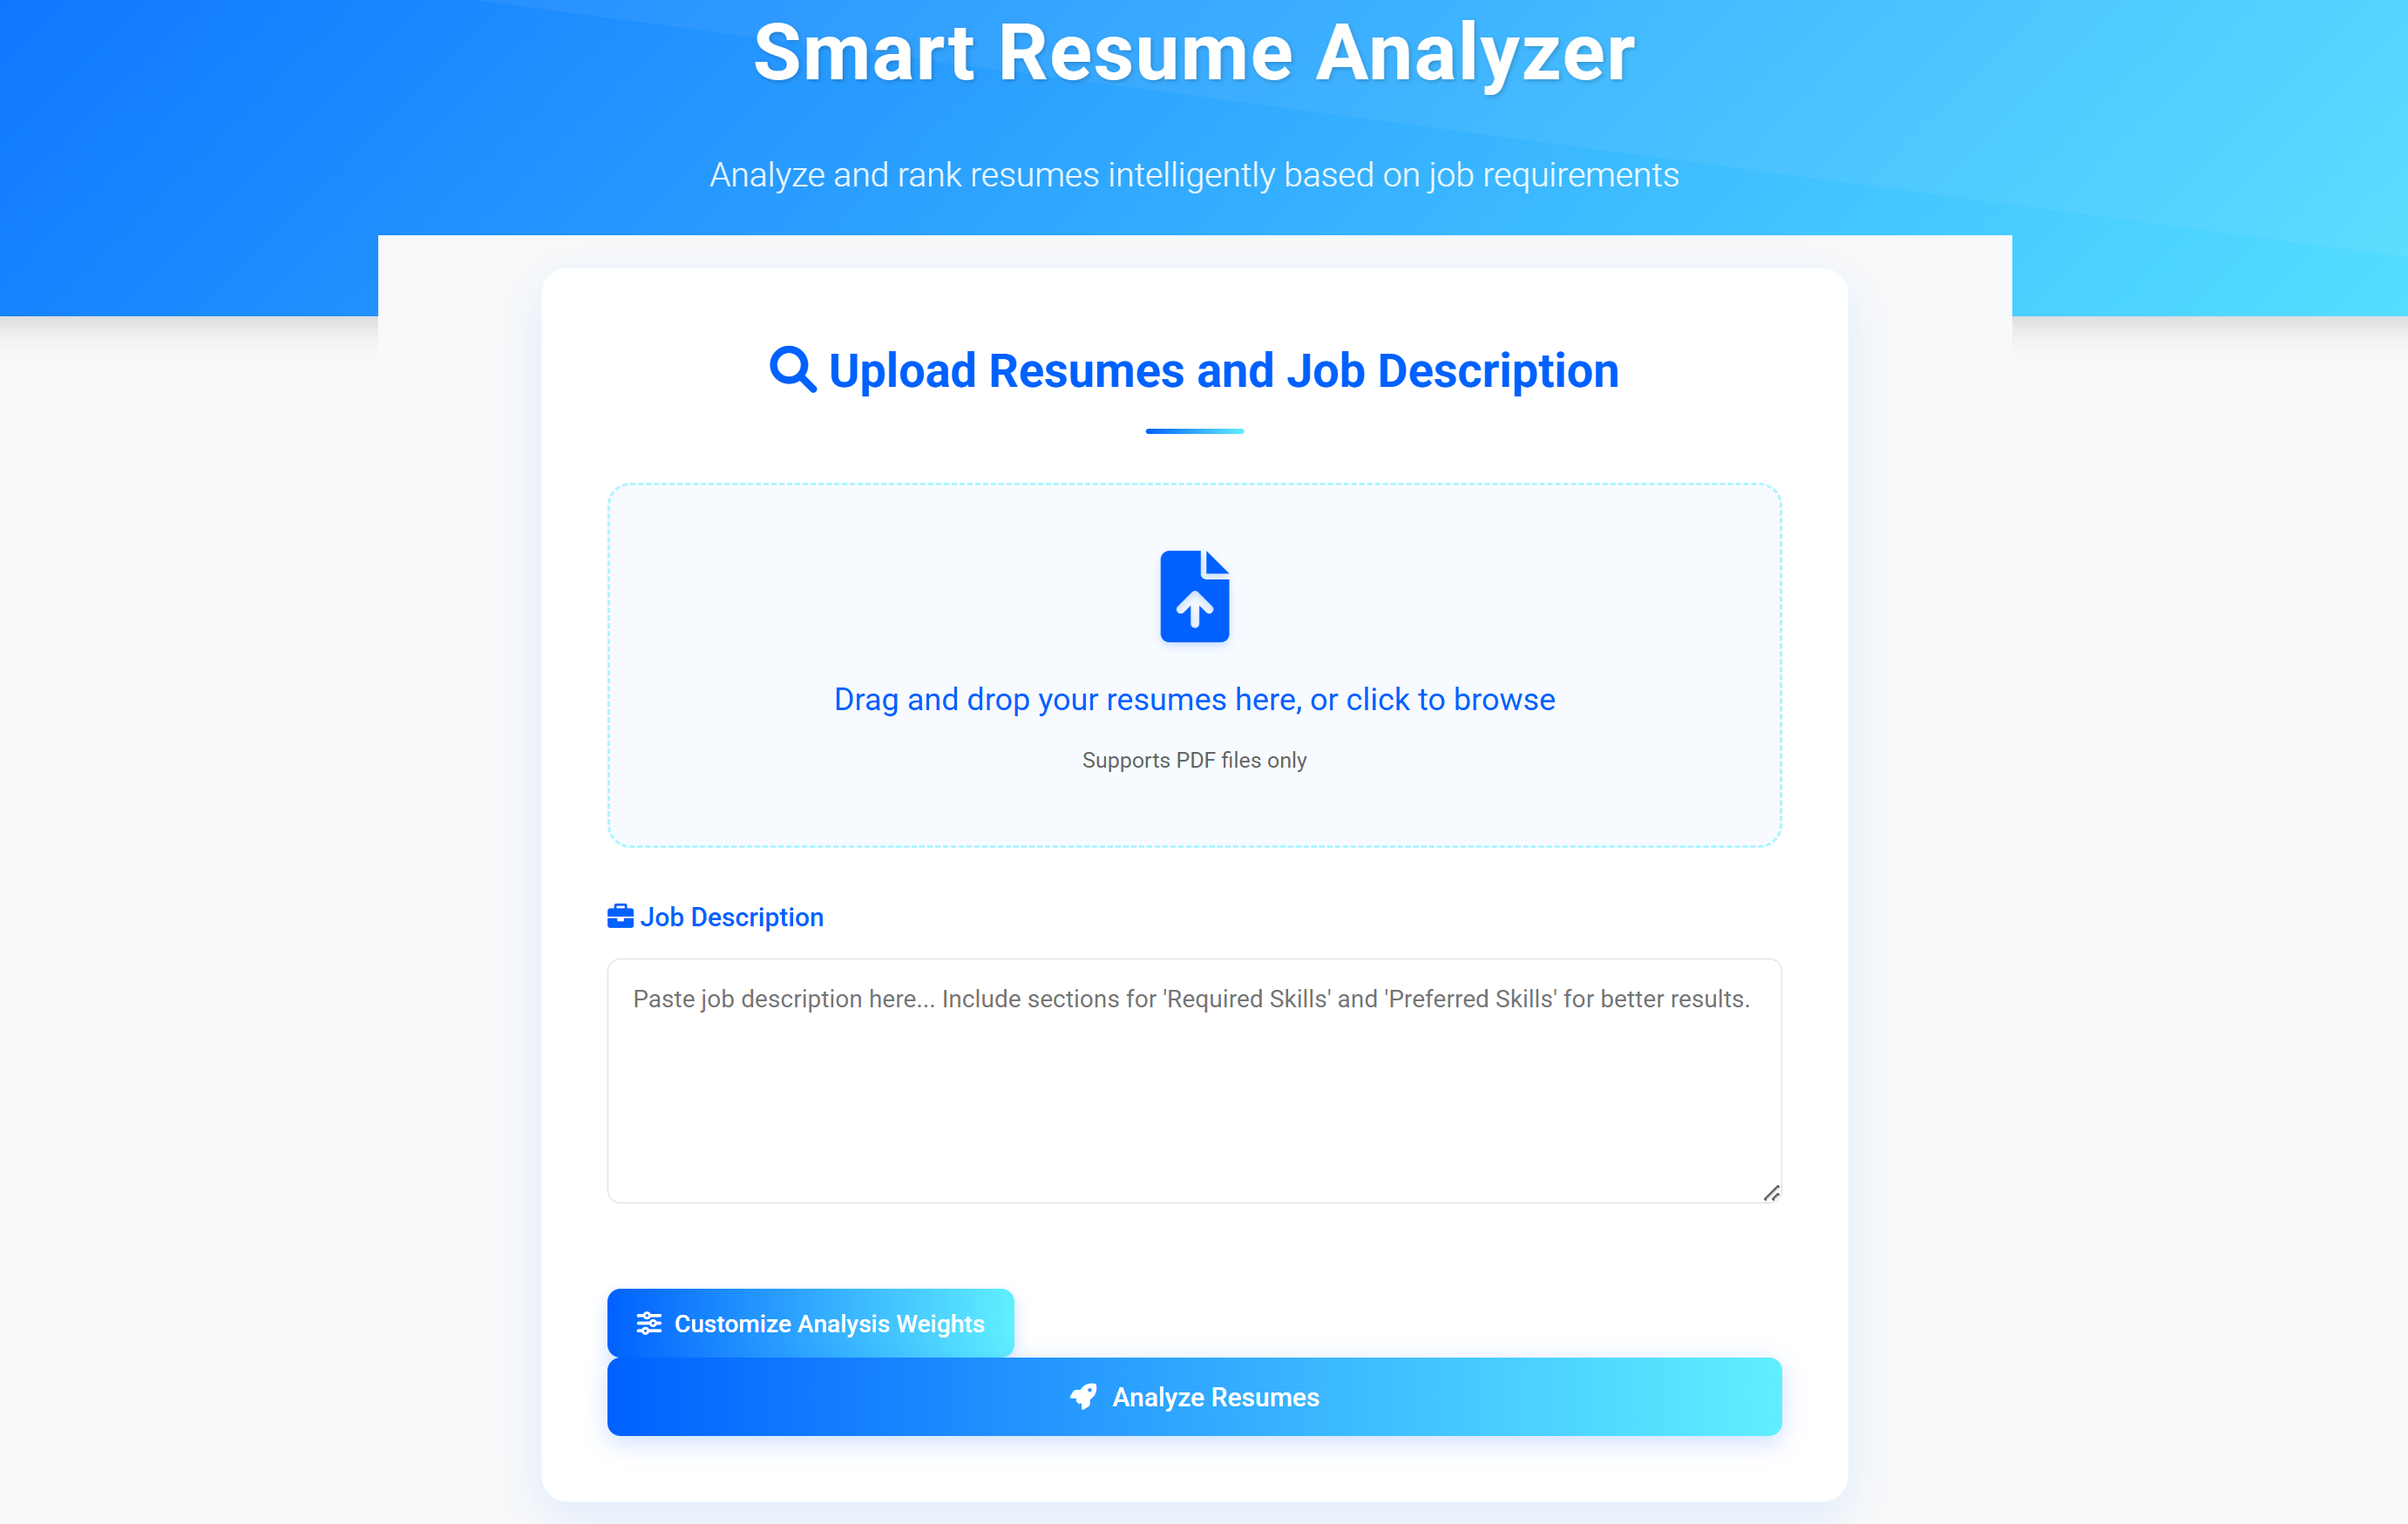 Smart Resume Analyzer
Analyze and rank resumes intelligently based on job requirements
Upload Resumes and Job Description
Drag and drop your resumes here, or click to browse
Supports PDF files only
Job Description
Paste job description here... Include sections for 'Required Skills' and 'Preferred Skills' for better results.
Customize Analysis Weights
Analyze Resumes